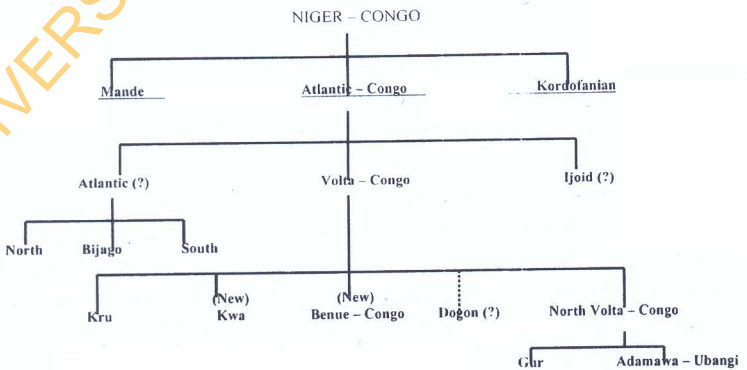 NIGER – CONGO
Mande Atlantic – Congo Kordofanian
Atlantic (?) Volta – Congo Ijoid (?)
North Bijago South
Kru (New) Kwa (New) Benue – Congo Dogon (?) North Volta – Congo
Gur Adamawa – Ubangi
IVERS